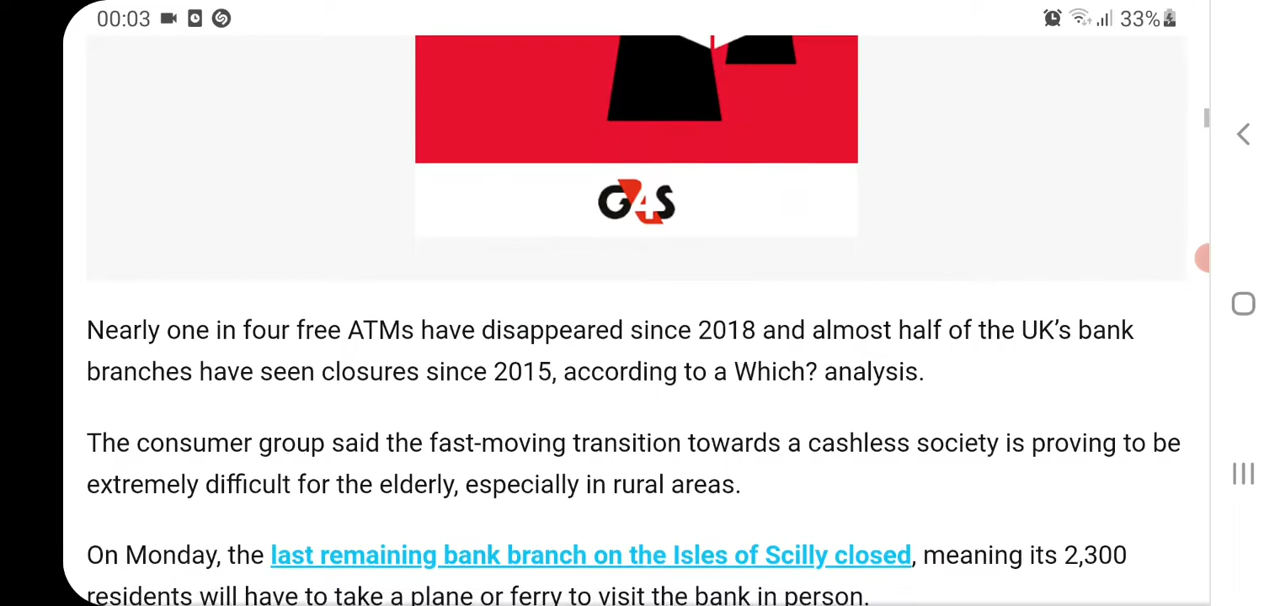 00:03
33%
G4S
Nearly one in four free ATMs have disappeared since 2018 and almost half of the UK’s bank
branches have seen closures since 2015, according to a Which? analysis.
The consumer group said the fast-moving transition towards a cashless society is proving to be
extremely difficult for the elderly, especially in rural areas.
On Monday, the last remaining bank branch on the Isles of Scilly closed, meaning its 2,300
residents will have to take a plane or ferry to visit the bank in person.